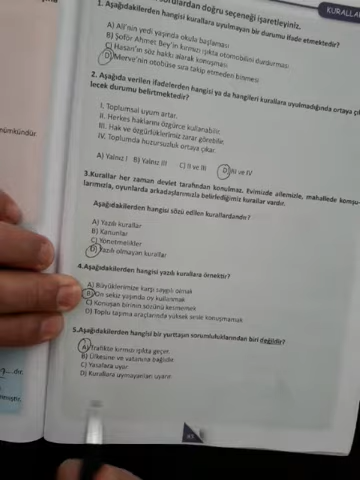 doğru seçeneği işaretleyiniz.
KURALLAR
1. Aşağıdakilerden hangisi kurallara uyulmayan bir durumu ifade etmektedir?
A) Ali'nin yedi yaşında okula başlaması
B) Şoför Ahmet Bey'in kırmızı ışıkta otomobilini durdurması
C) Hasan'ın söz hakkı alarak konuşması
D) Merve'nin otobüse sıra takip etmeden binmesi
2. Aşağıda verilen ifadelerden hangisi ya da hangileri kurallara uyulmadığında ortaya
lecek durumu belirtmektedir?
I. Toplumsal uyum artar.
II. Herkes haklarını özgürce kullanabilir.
III. Hak ve özgürlüklerimiz zarar görebilir.
IV. Toplumda huzursuzluk ortaya çıkar.
A) Yalnız I B) Yalnız III C) II ve III D) III ve IV
3.Kurallar her zaman devlet tarafından konulmaz. Evimizde ailemizle, mahallede
larımızla, oyunlarda arkadaşlarımızla belirlediğimiz kurallar vardır.
Aşağıdakilerden hangisi sözü edilen kurallardandır?
A) Yazılı kurallar
B) Kanunlar
C) Yönetmelikler
D) Yazılı olmayan kurallar
4.Aşağıdakilerden hangisi yazılı kurallara örnektir?
A) Büyüklerimize karşı saygılı olmak
B) On sekiz yaşında oy kullanmak
C) Konuşan birinin sözünü kesmemek
D) Toplu taşıma araçlarında yüksek sesle konuşmamak
5.Aşağıdakilerden hangisi bir yurttaşın sorumluluklarından biri değildir?
A) Trafikte kırmızı ışıkta geçer.
B) Ülkesine ve vatanına bağlıdır.
C) Yasalara uyar.
D) Kurallara uymayanları uyarır.